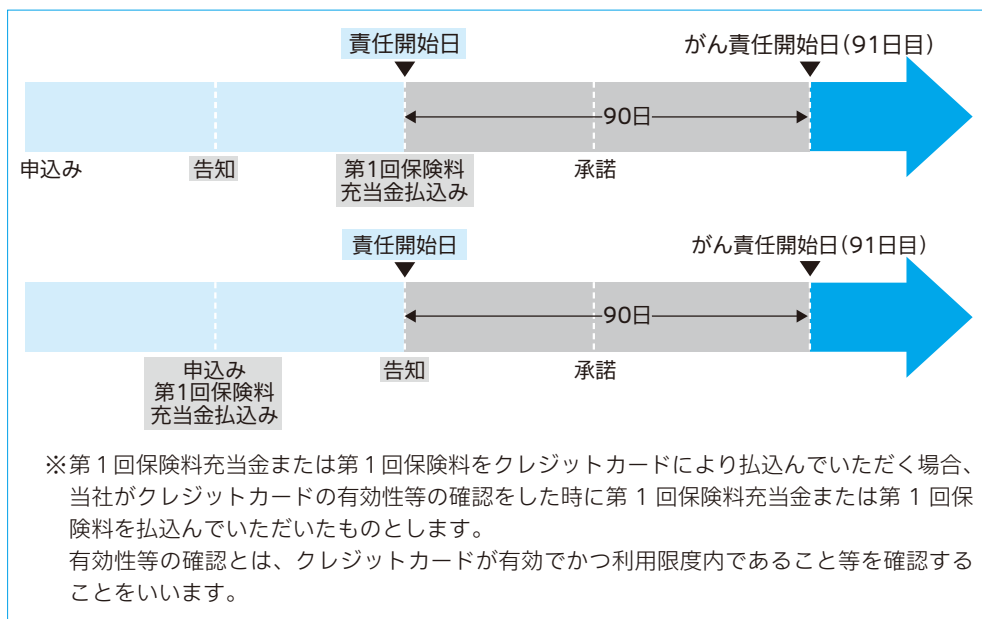 責任開始日
がん責任開始日(91日目)
90日
申込み
告知
第1回保険料
充当金払込み
承諾
責任開始日
がん責任開始日(91日目)
90日
申込み
第1回保険料
充当金払込み
告知
承諾
※第1回保険料充当金または第1回保険料をクレジットカードにより払込んでいただく場合、
当社がクレジットカードの有効性等の確認をした時に第1回保険料充当金または第1回保
険料を払込んでいただいたものとします。
有効性等の確認とは、クレジットカードが有効でかつ利用限度内であること等を確認する
ことをいいます。